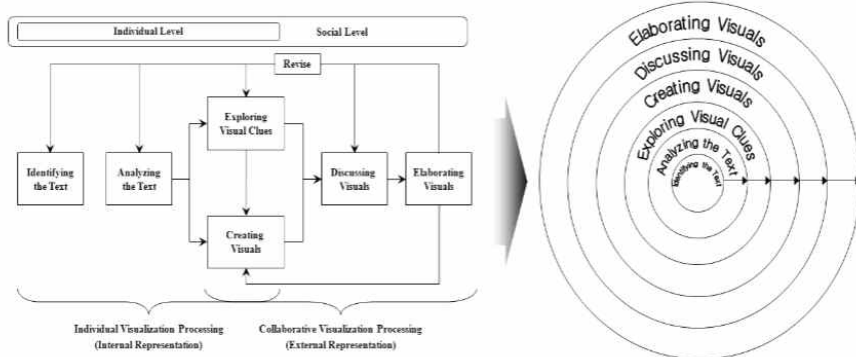 Individual Level
Social Level
Revise
Exploring
Visual Clues
Identifying
the Text
Analyzing
the Text
Discussing
Visuals
Elaborating
Visuals
Creating
Visuals
Individual Visualization Processing
(Internal Representation)
Collaborative Visualization Processing
(External Representation)
Elaborating Visuals
Discussing Visuals
Creating Visuals
Exploring Visual Clues
Analyzing the Text
Identifying the Text